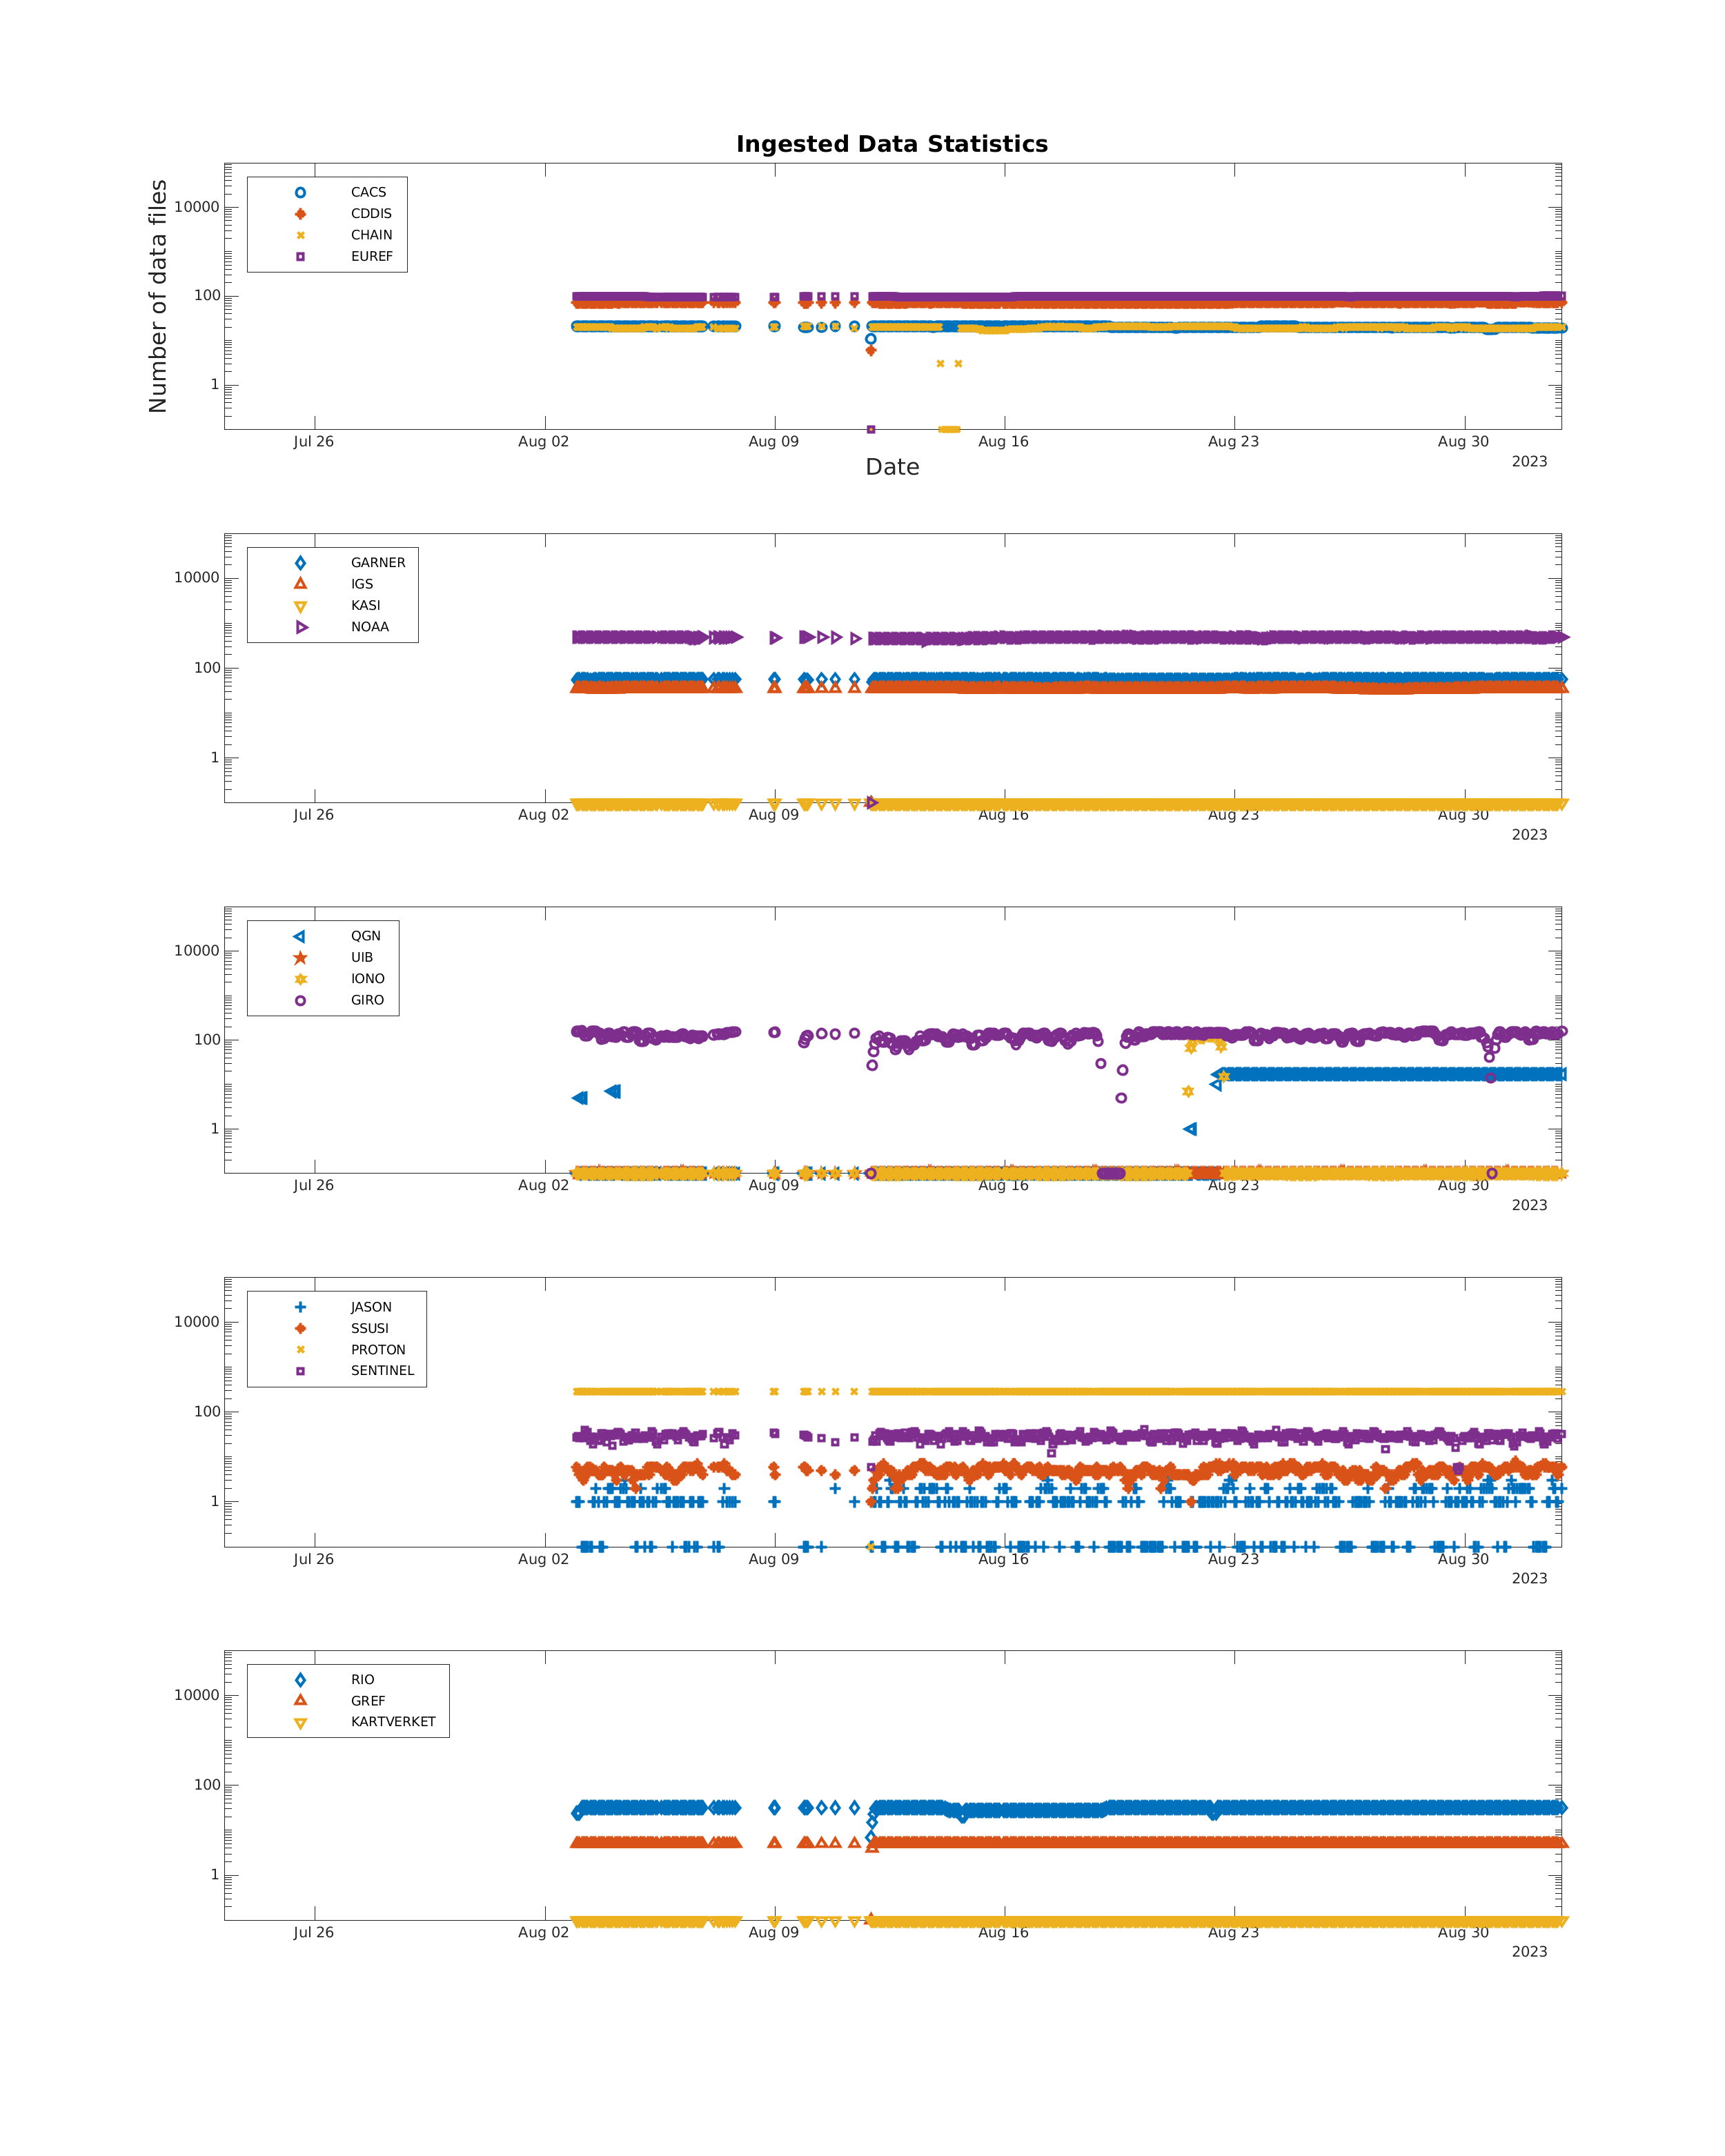 Ingested Data Statistics
Number of data files
10000
100
1
CACS
CDDIS
CHAIN
EUREF
Jul 26 Aug 02 Aug 09 Aug 16 Aug 23 Aug 30
Date
2023
10000
100
1
GARNER
IGS
KASI
NOAA
Jul 26 Aug 02 Aug 09 Aug 16 Aug 23 Aug 30
2023
10000
100
1
QGN
UIB
IONO
GIRO
Jul 26 Aug 02 Aug 09 Aug 16 Aug 23 Aug 30
2023
10000
100
1
JASON
SSUSI
PROTON
SENTINEL
Jul 26 Aug 02 Aug 09 Aug 16 Aug 23 Aug 30
2023
10000
100
1
RIO
GREF
KARTVERKET
Jul 26 Aug 02 Aug 09 Aug 16 Aug 23 Aug 30
2023